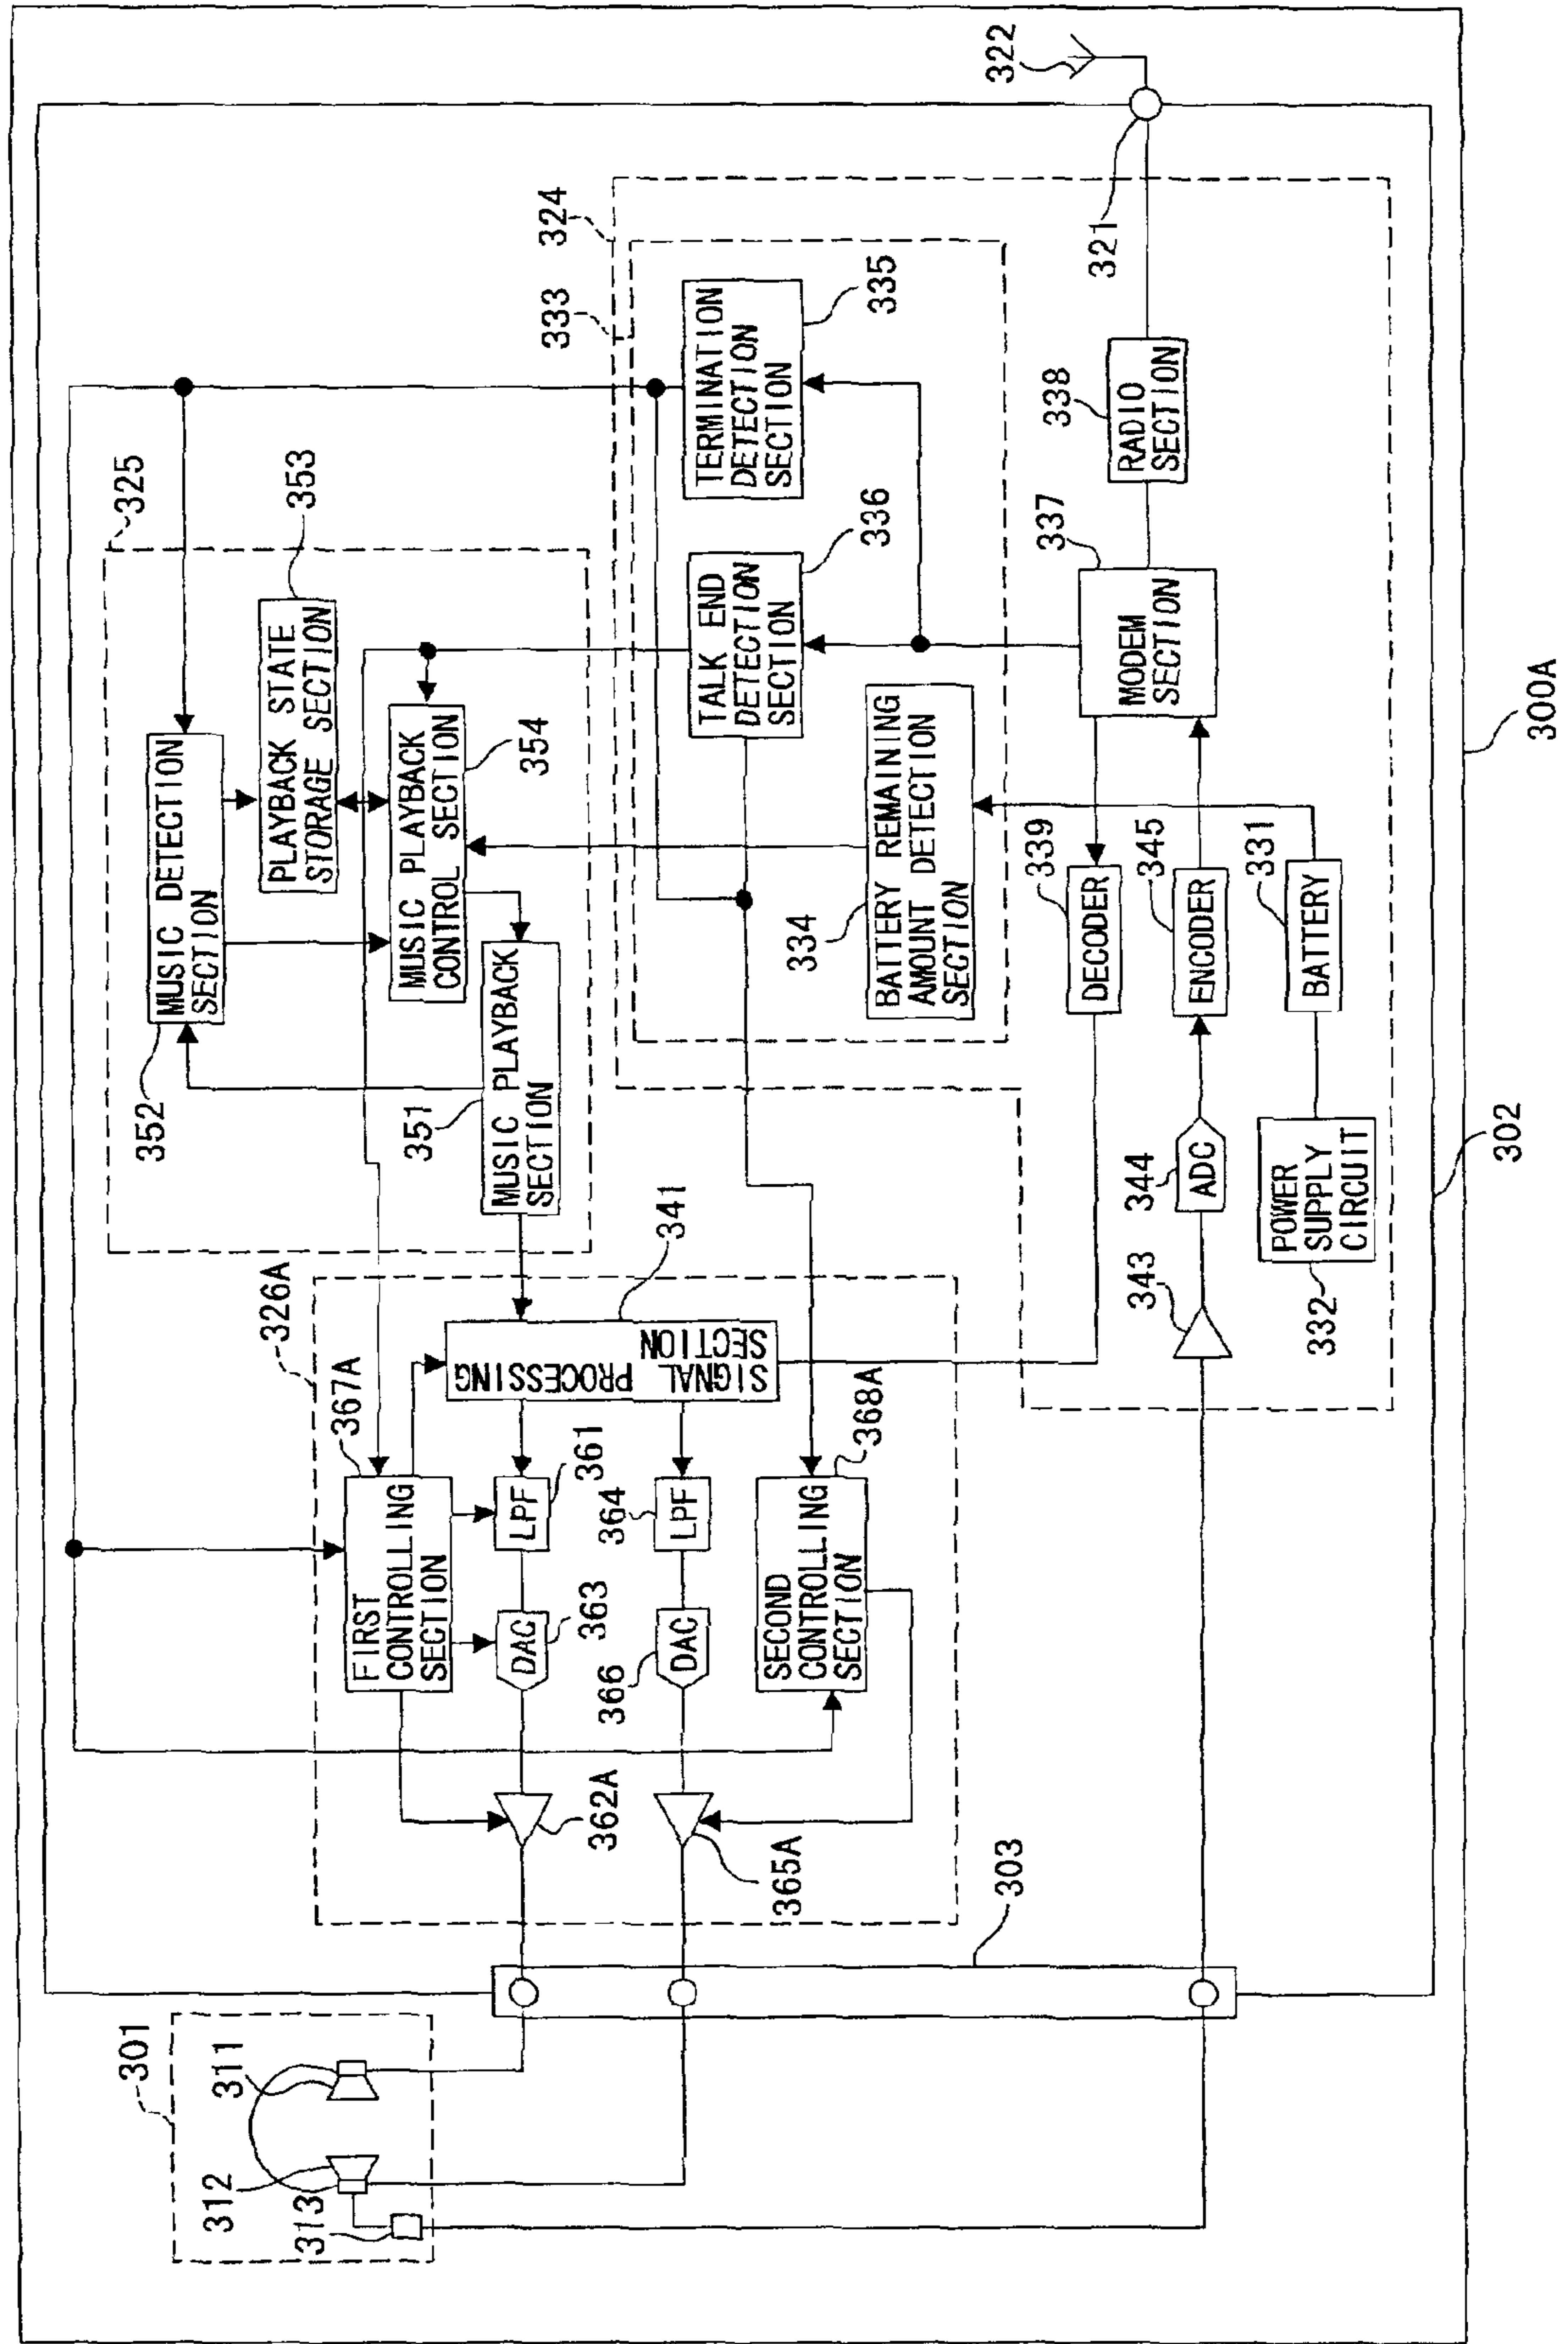 300A
302
322
321
324
333
TERMINATION
DETECTION
SECTION
335
TALK END
DETECTION
SECTION
336
BATTERY REMAINING
AMOUNT DETECTION
SECTION
334
RADIO
SECTION
338
MODEM
SECTION
337
DECODER
339
ENCODER
345
BATTERY
331
ADC
344
343
POWER
SUPPLY
CIRCUIT
332
325
MUSIC DETECTION
SECTION
352
PLAYBACK STATE
STORAGE SECTION
353
MUSIC PLAYBACK
CONTROL SECTION
354
MUSIC PLAYBACK
SECTION
351
326A
SIGNAL PROCESSING
SECTION
341
FIRST
CONTROLLING
SECTION
367A
LPF
361
LPF
364
DAC
363
DAC
366
SECOND
CONTROLLING
SECTION
368A
362A
365A
303
301
311
312
313